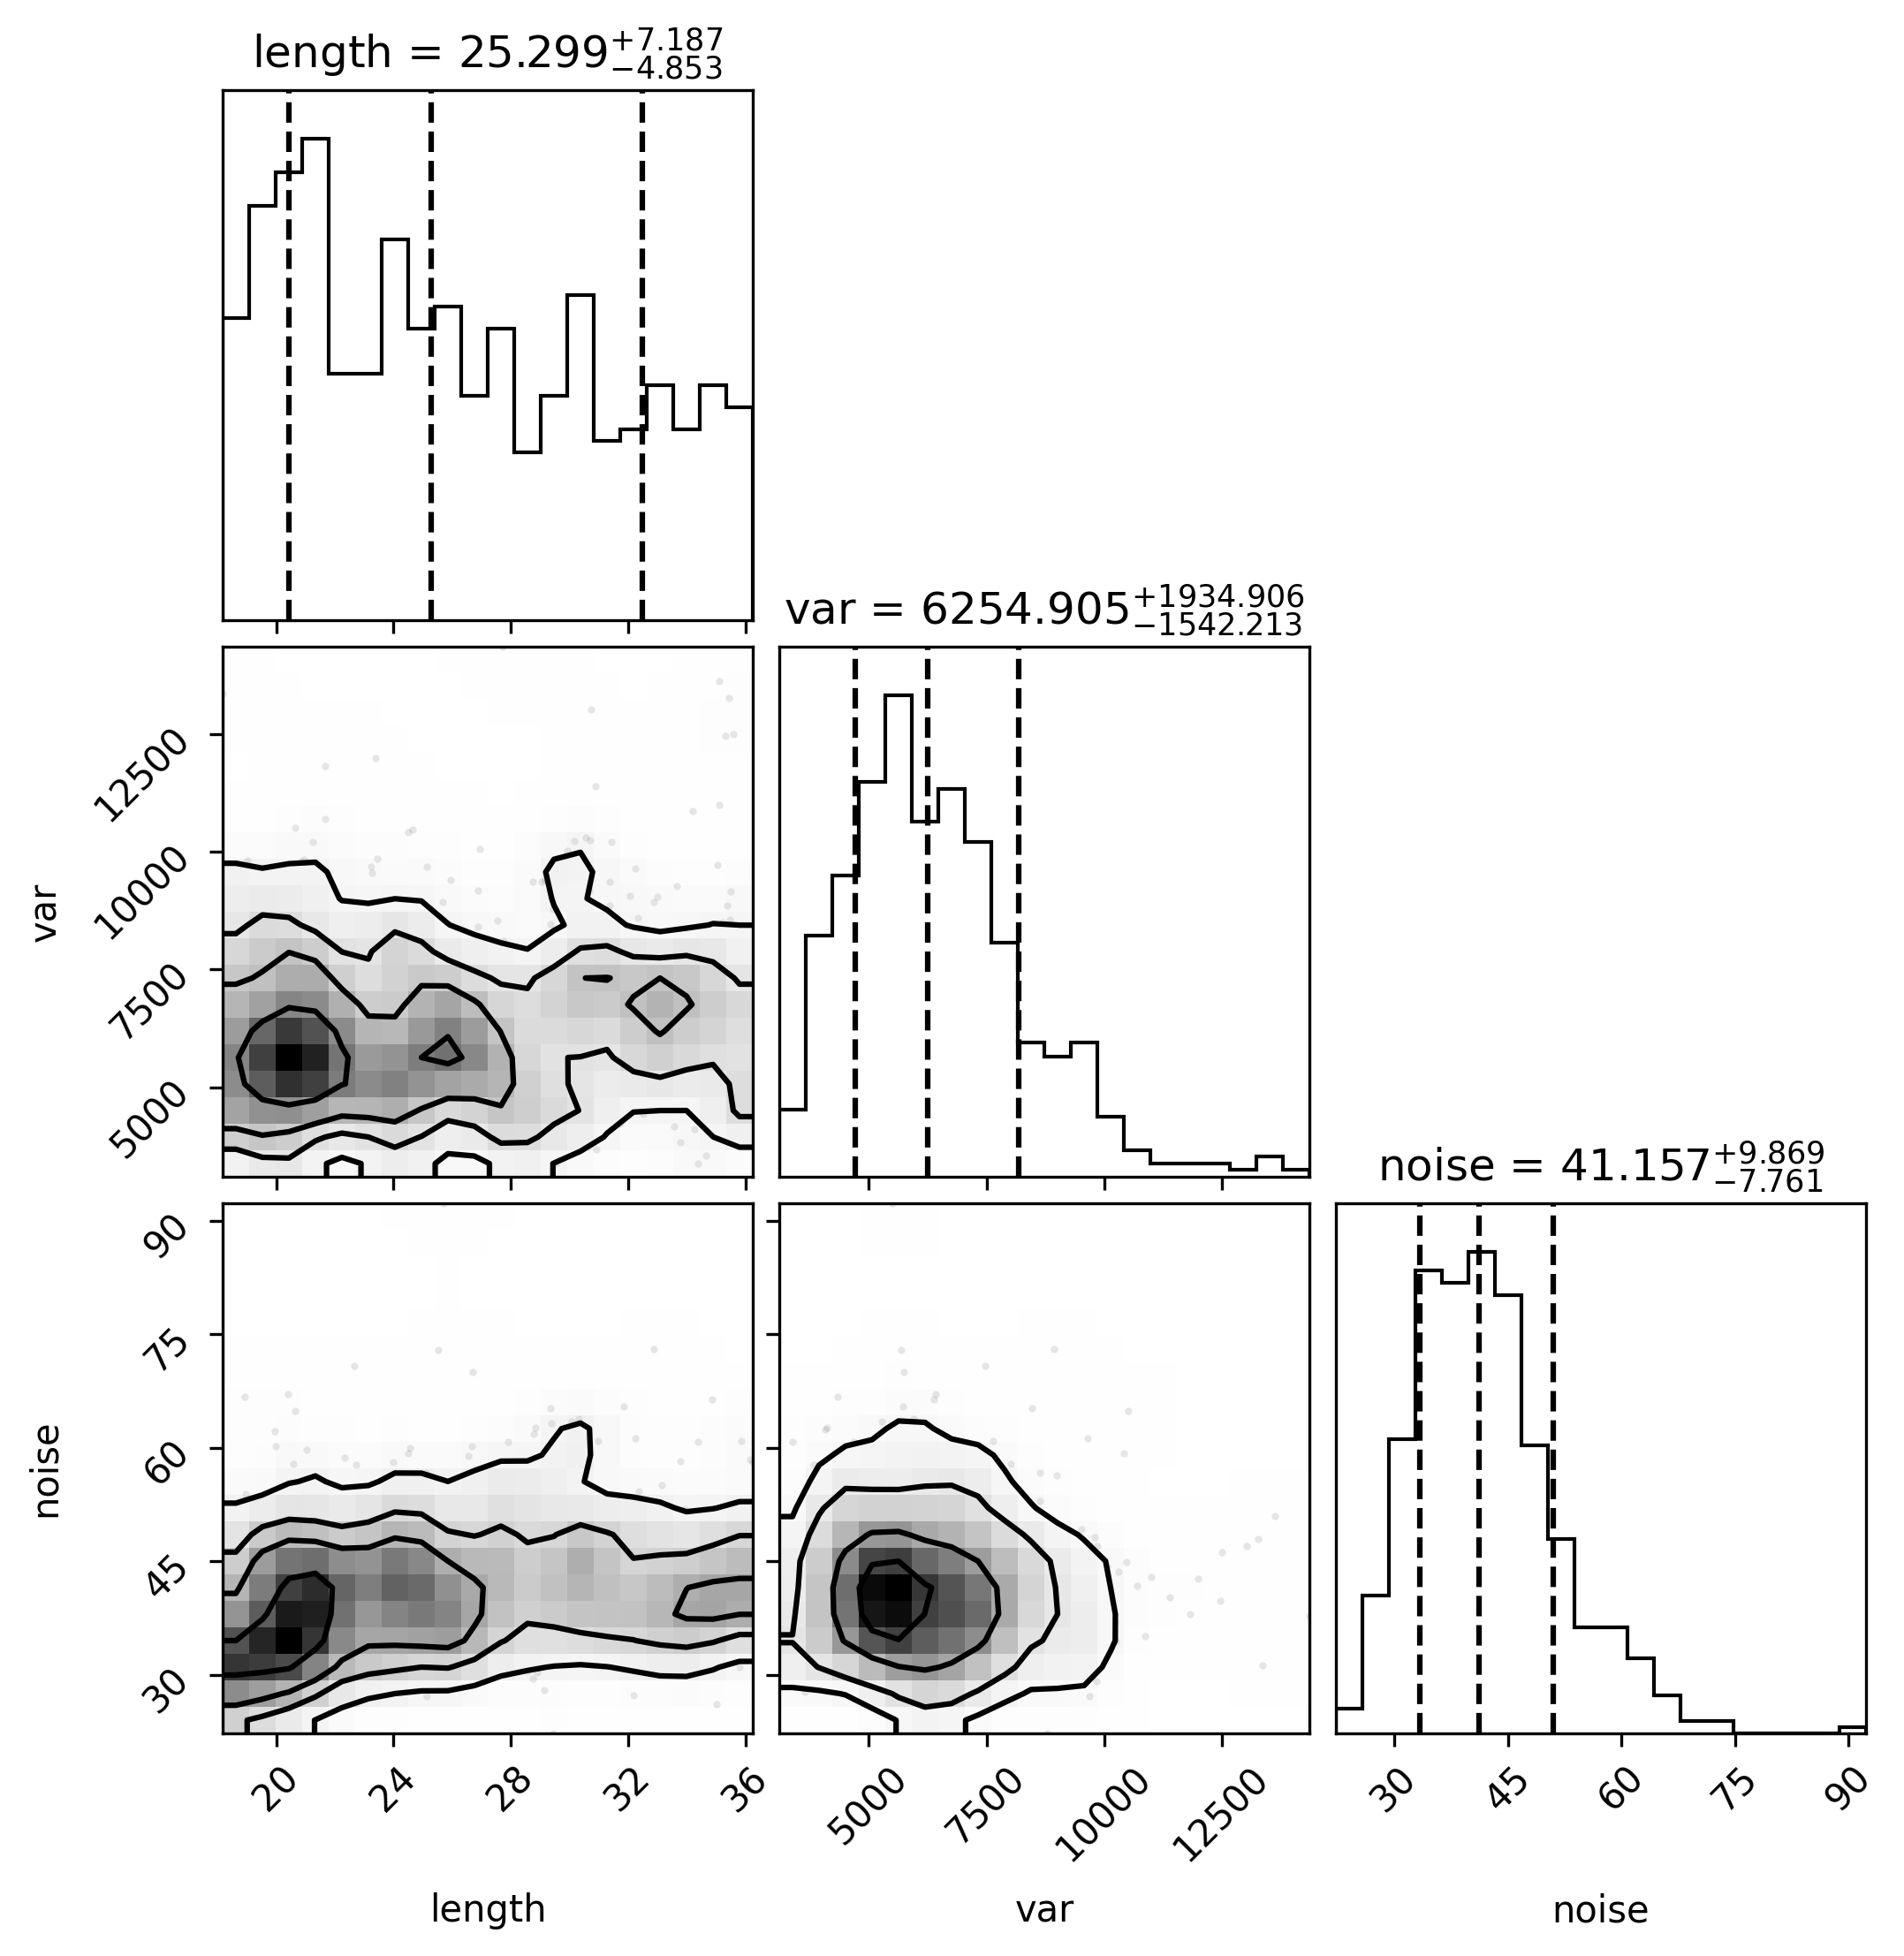 length = 25.299+7.187−4.853
var = 6254.905+1934.906−1542.213
12500
10000
7500
5000
var
noise = 41.157+9.869−7.761
90
75
60
45
30
noise
20 24 28 32 36 5000 7500 10000 12500 30 45 60 75 90
length var noise